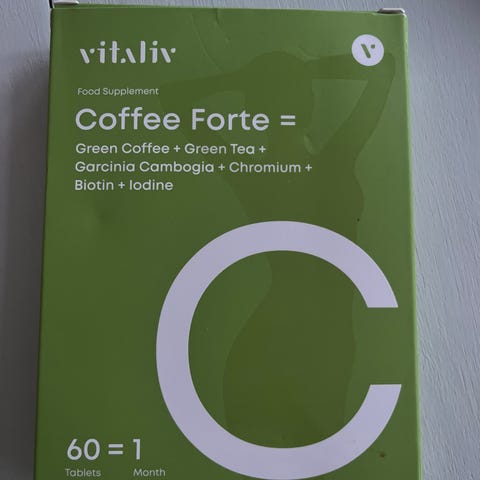 vitaliv
v
Food Supplement
Coffee Forte =
Green Coffee + Green Tea +
Garcinia Cambogia + Chromium +
Biotin + Iodine
C
60 = 1
Tablets Month